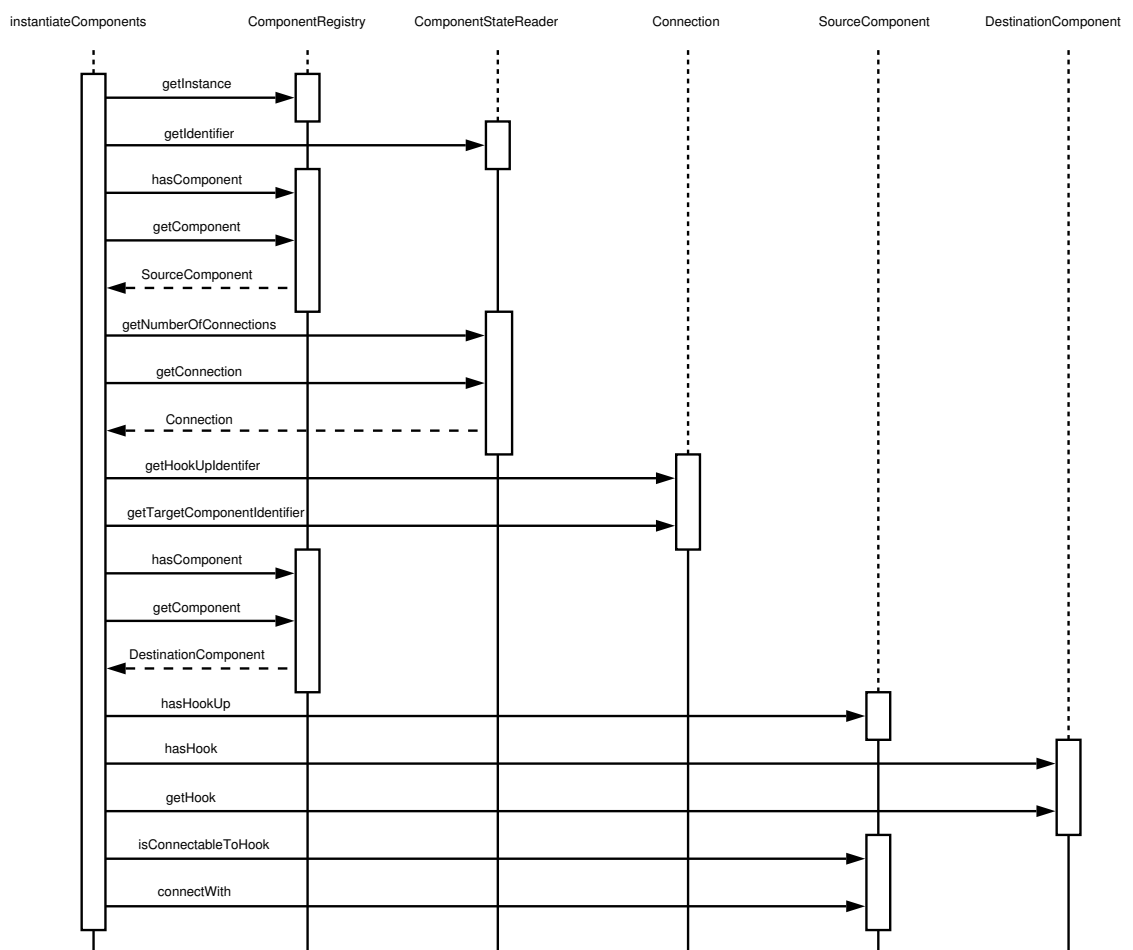 instantiateComponents
ComponentRegistry
ComponentStateReader
Connection
SourceComponent
DestinationComponent
getInstance
getIdentifier
hasComponent
getComponent
SourceComponent
getNumberOfConnections
getConnection
Connection
getHookUpIdentifer
getTargetComponentIdentifier
hasComponent
getComponent
DestinationComponent
hasHookUp
hasHook
getHook
isConnectableToHook
connectWith